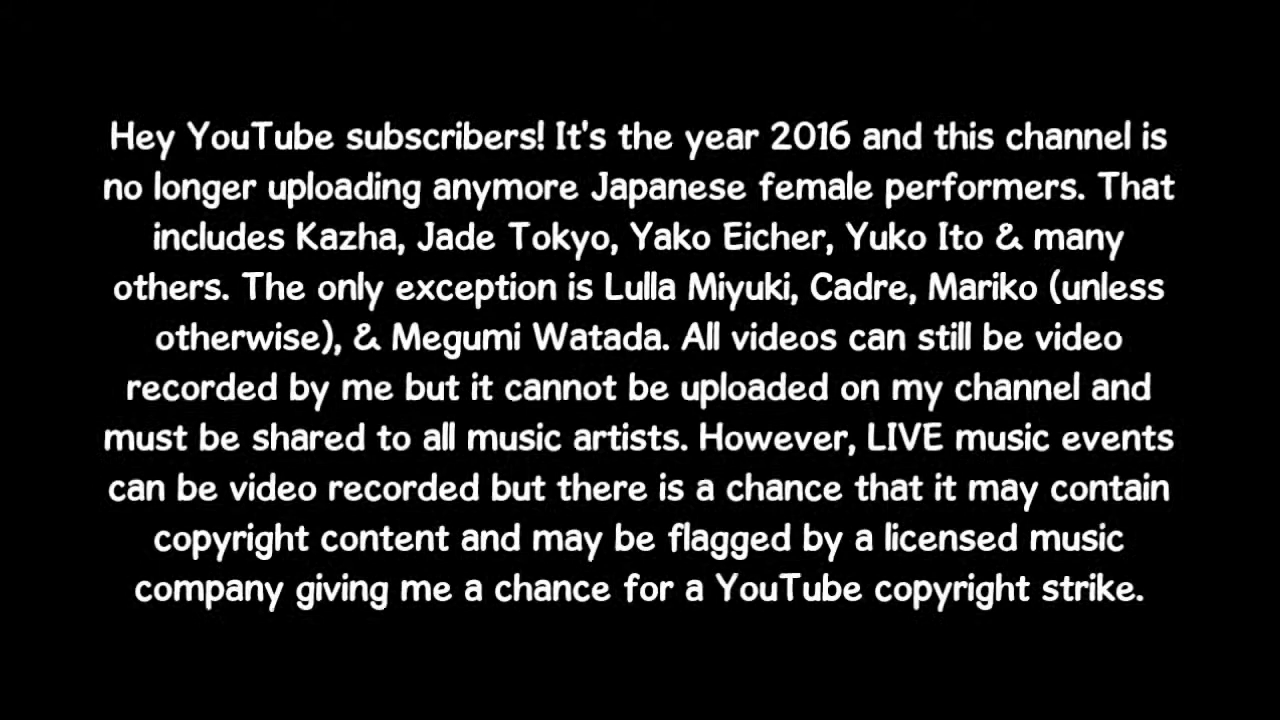 Hey YouTube subscribers! It's the year 2016 and this channel is
no longer uploading anymore Japanese female performers. That
includes Kazha, Jade Tokyo, Yako Eicher, Yuko Ito & many
others. The only exception is Lulla Miyuki, Cadre, Mariko (unless
otherwise), & Megumi Watada. All videos can still be video
recorded by me but it cannot be uploaded on my channel and
must be shared to all music artists. However, LIVE music events
can be video recorded but there is a chance that it may contain
copyright content and may be flagged by a licensed music
company giving me a chance for a YouTube copyright strike.